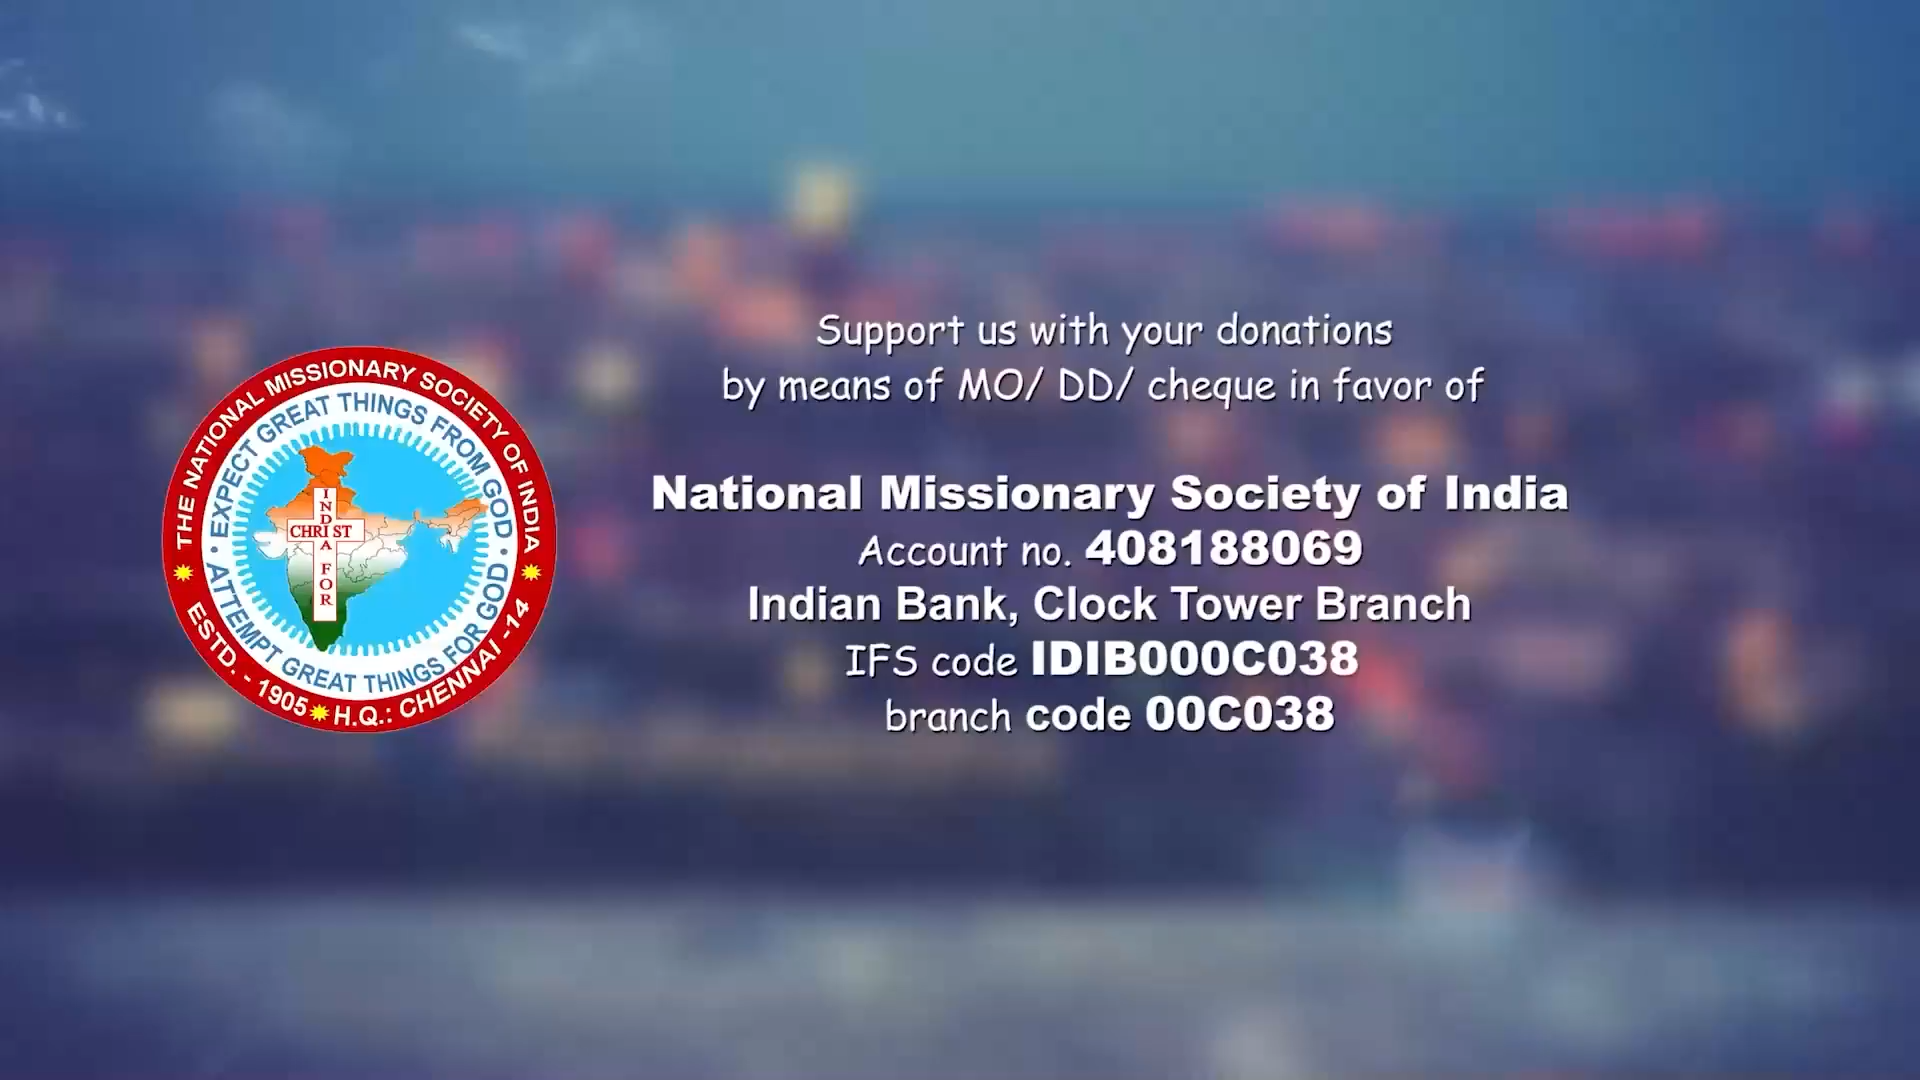 THE NATIONAL MISSIONARY SOCIETY OF INDIA
EXPECT GREAT THINGS FROM GOD
ATTEMPT GREAT THINGS FOR GOD
INDIA FOR
CHRIST
ESTD. - 1905
H.Q.: CHENNAI -14
Support us with your donations
by means of MO/ DD/ cheque in favor of
National Missionary Society of India
Account no. 408188069
Indian Bank, Clock Tower Branch
IFS code IDIB000C038
branch code 00C038